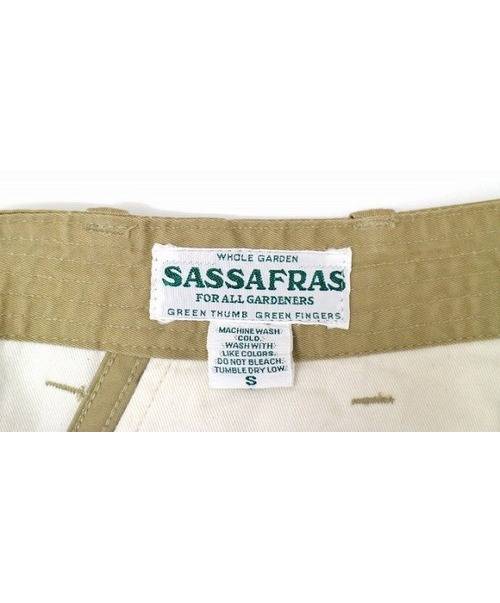 WHOLE GARDEN
SASSAFRAS
FOR ALL GARDENERS
GREEN THUMB GREEN FINGERS
MACHINE WASH
COLD.
WASH WITH
LIKE COLORS.
DO NOT BLEACH.
TUMBLE DRY LOW.
S